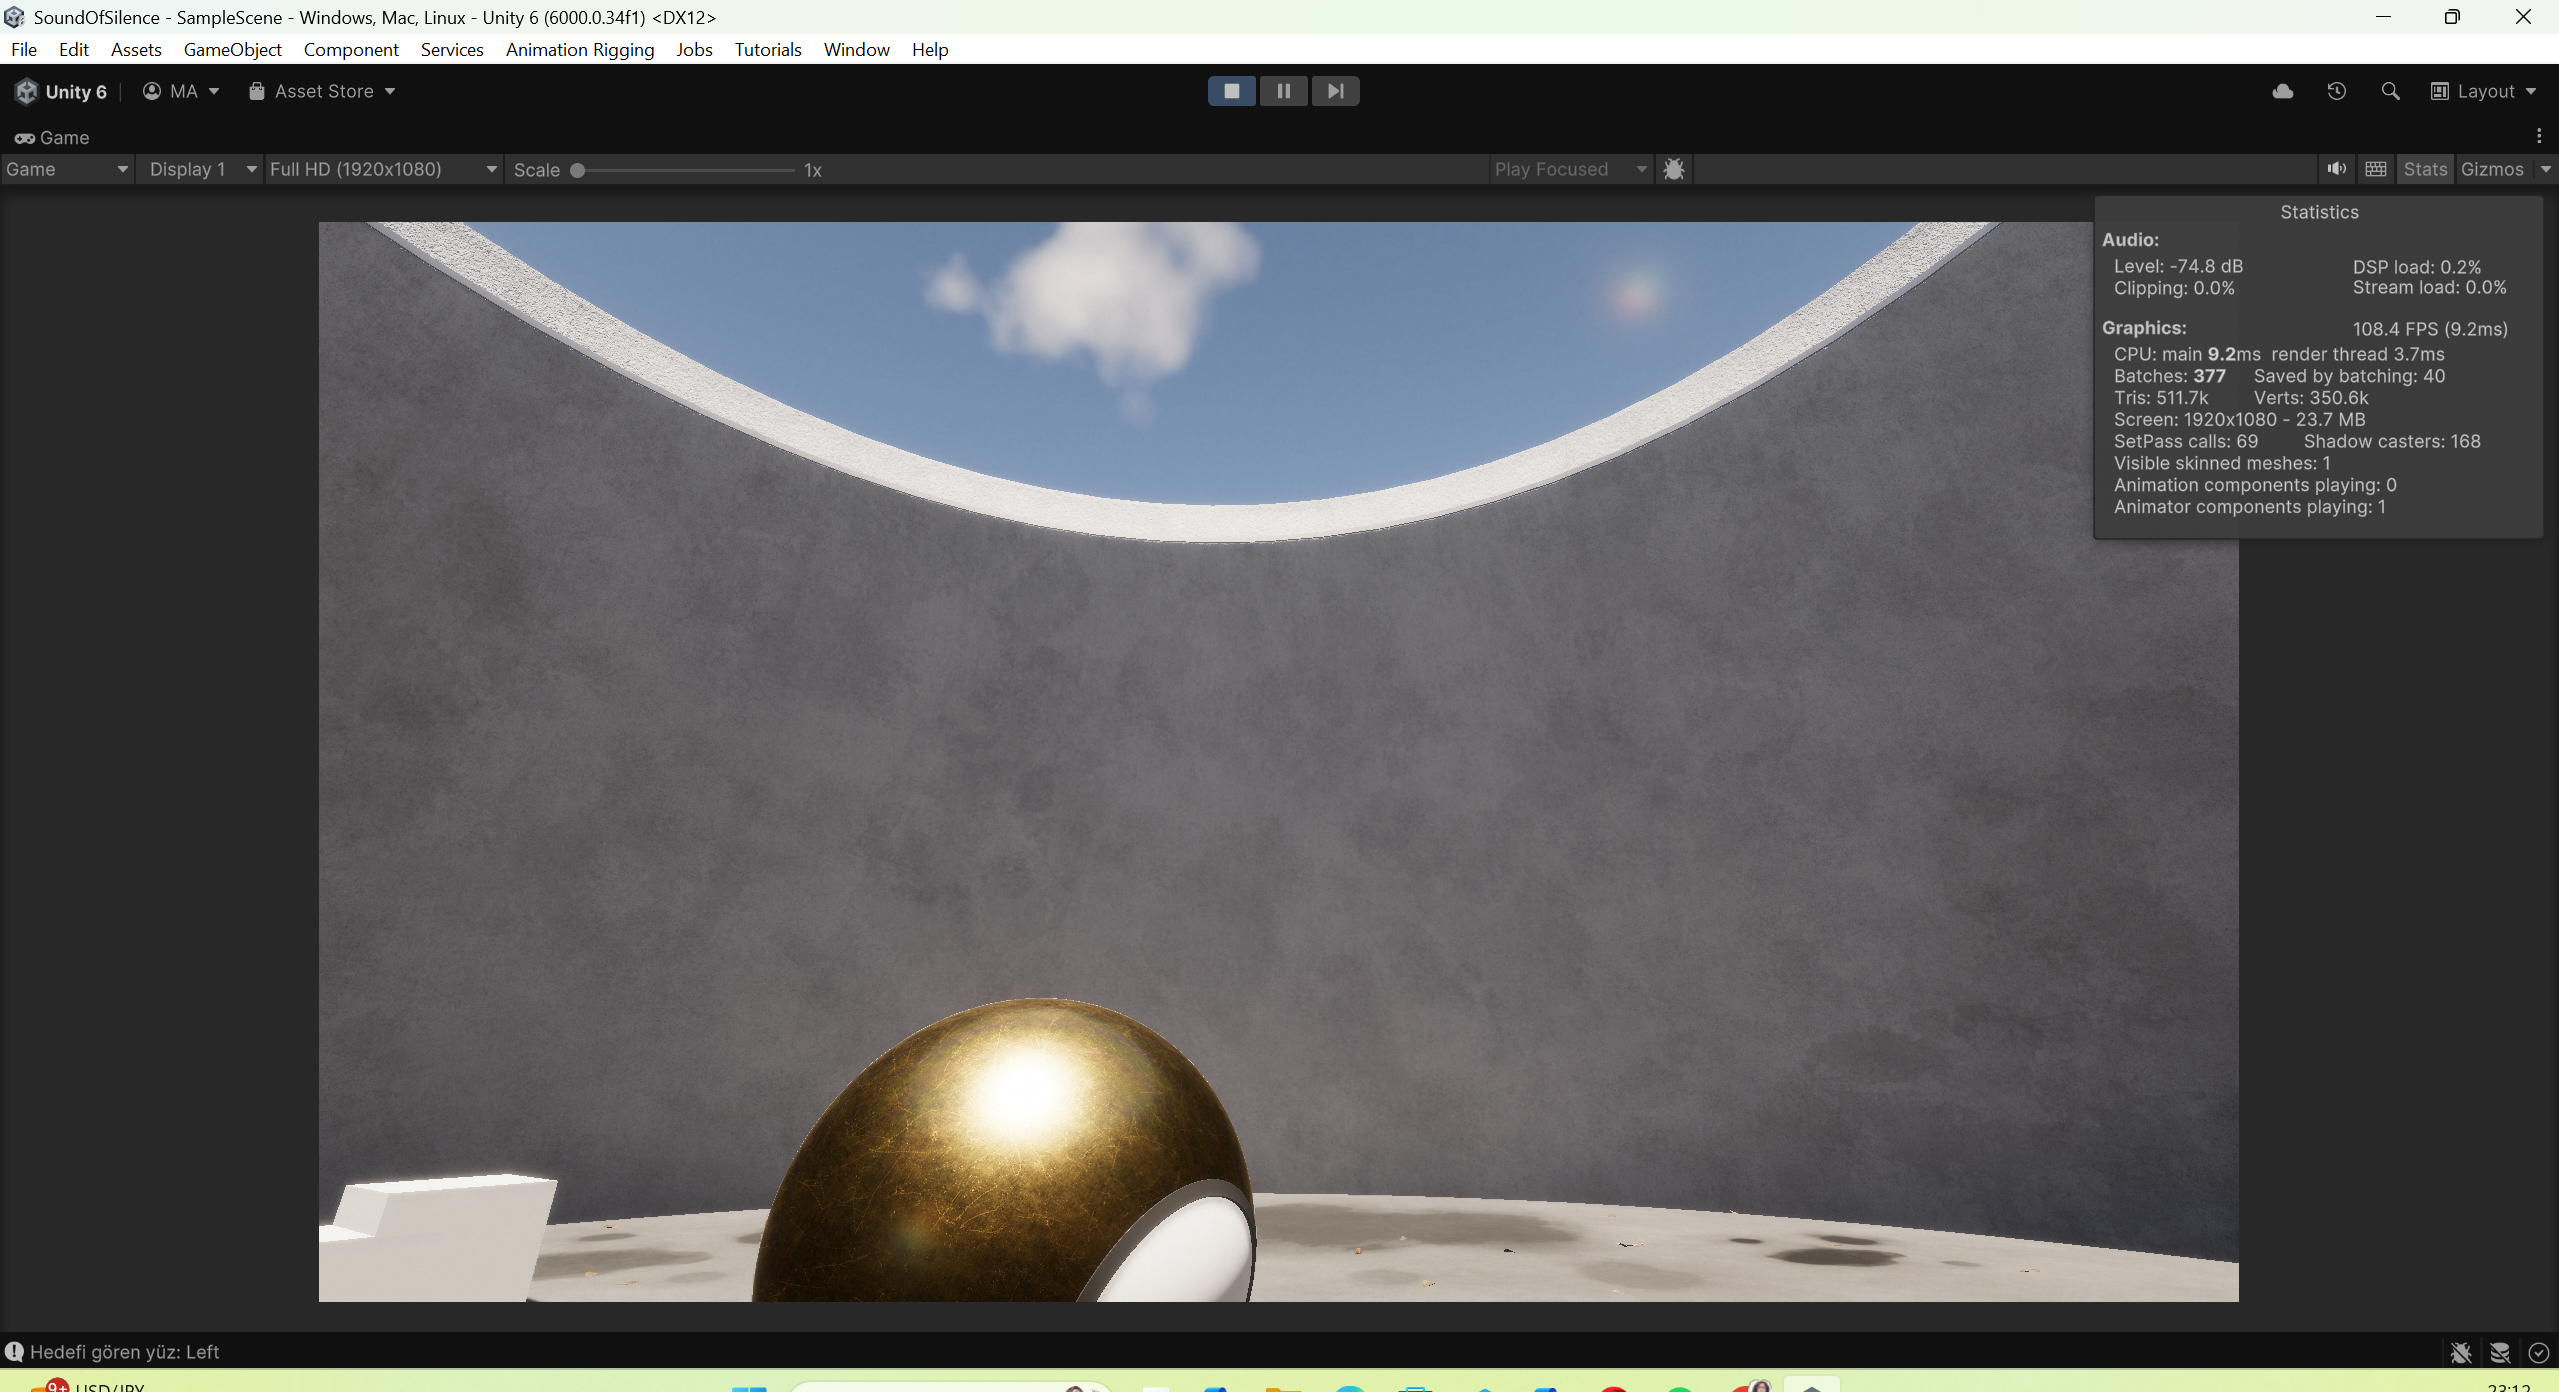 SoundOfSilence - SampleScene - Windows, Mac, Linux - Unity 6 (6000.0.34f1) <DX12>
File Edit Assets GameObject Component Services Animation Rigging Jobs Tutorials Window Help
Unity 6 MA Asset Store Layout
Game
Game Display 1 Full HD (1920x1080) Scale 1x Play Focused Stats Gizmos
Statistics
Audio:
Level: -74.8 dB DSP load: 0.2%
Clipping: 0.0% Stream load: 0.0%
Graphics: 108.4 FPS (9.2ms)
CPU: main 9.2ms render thread 3.7ms
Batches: 377 Saved by batching: 40
Tris: 511.7k Verts: 350.6k
Screen: 1920x1080 - 23.7 MB
SetPass calls: 69 Shadow casters: 168
Visible skinned meshes: 1
Animation components playing: 0
Animator components playing: 1
Hedefi gören yüz: Left
9+ USD/JPY 23:12